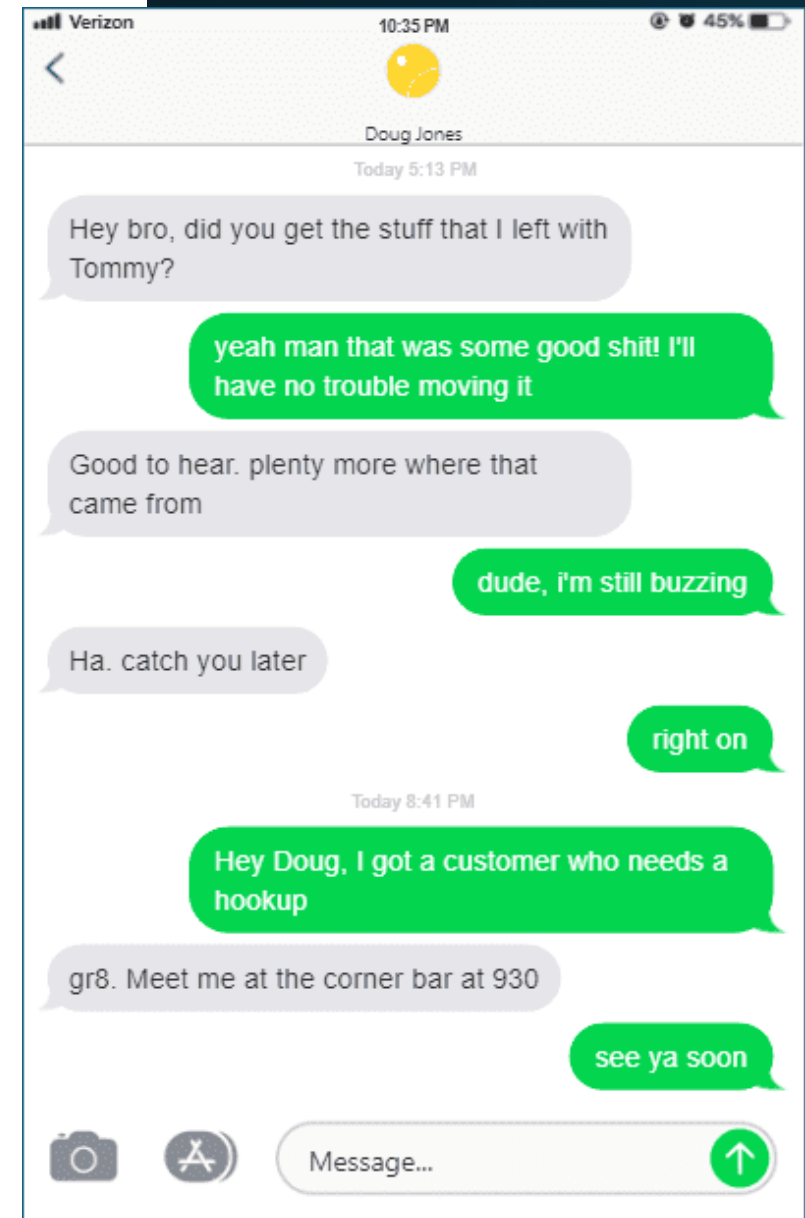 Verizon 10:35 PM 45%
Doug Jones
Today 5:13 PM
Hey bro, did you get the stuff that I left with
Tommy?
yeah man that was some good shit! I'll
have no trouble moving it
Good to hear. plenty more where that
came from
dude, i'm still buzzing
Ha. catch you later
right on
Today 8:41 PM
Hey Doug, I got a customer who needs a
hookup
gr8. Meet me at the corner bar at 930
see ya soon
Message...